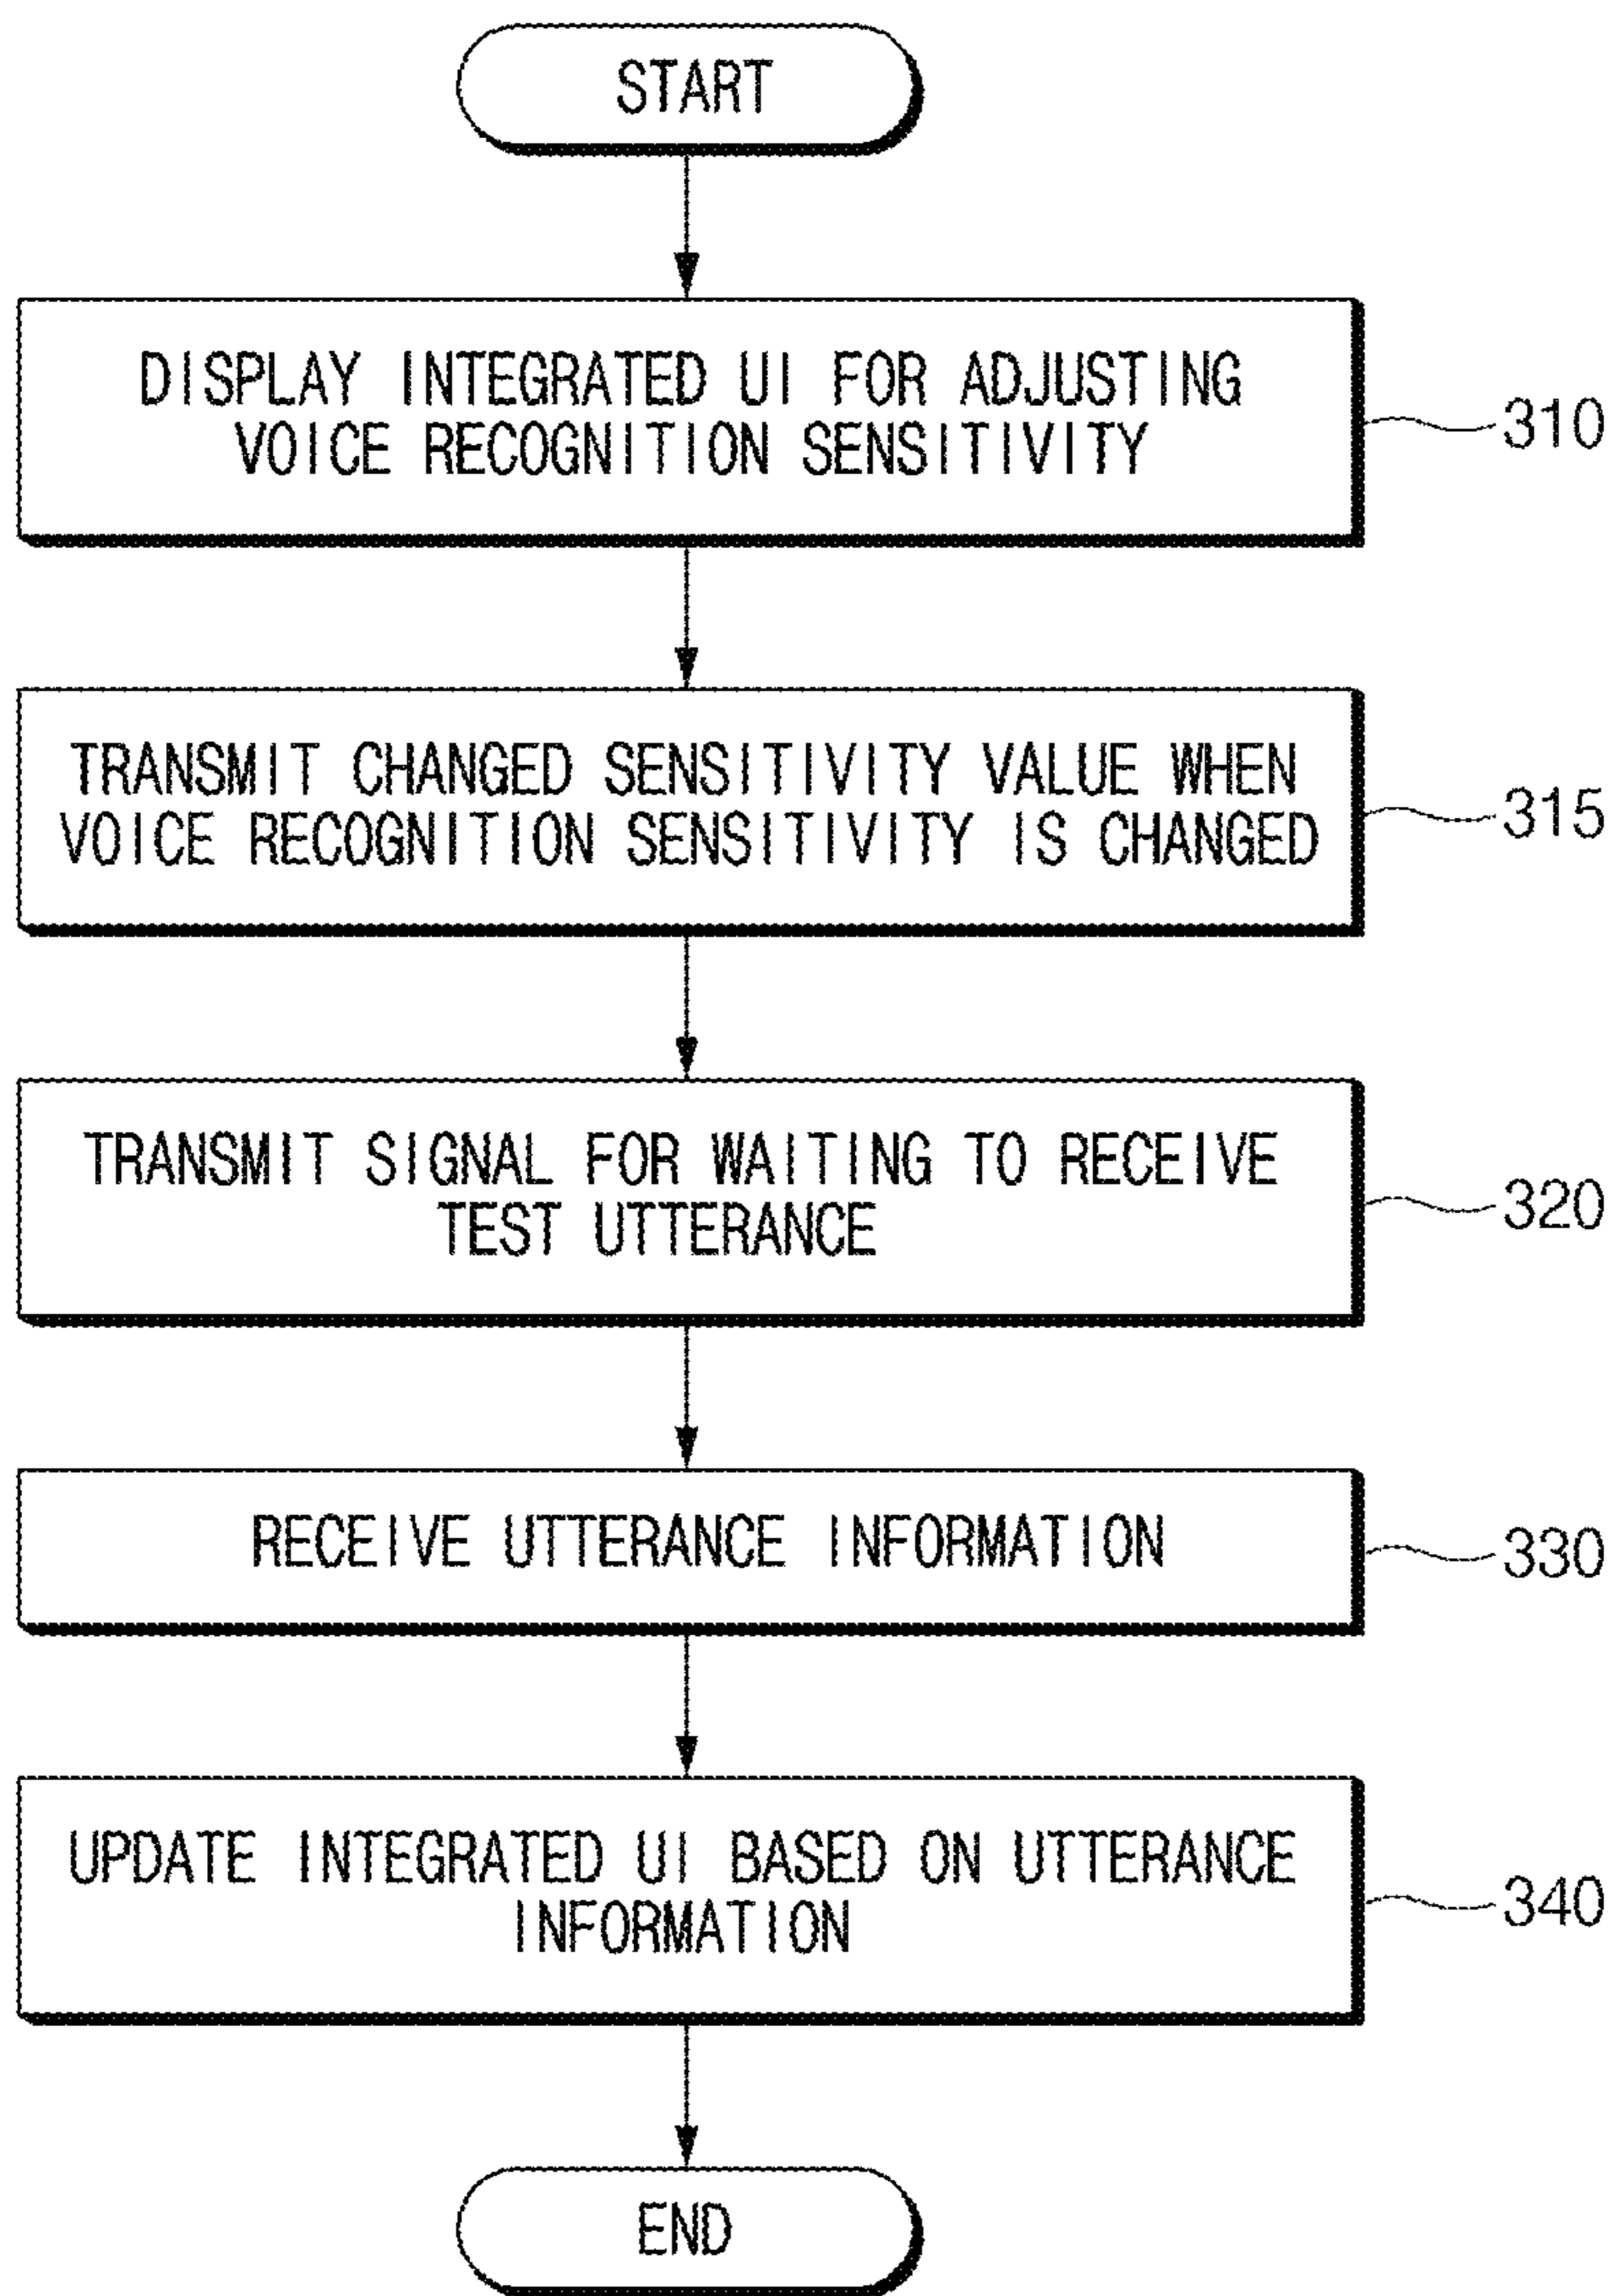 START
DISPLAY INTEGRATED UI FOR ADJUSTING
VOICE RECOGNITION SENSITIVITY
310
TRANSMIT CHANGED SENSITIVITY VALUE WHEN
VOICE RECOGNITION SENSITIVITY IS CHANGED
315
TRANSMIT SIGNAL FOR WAITING TO RECEIVE
TEST UTTERANCE
320
RECEIVE UTTERANCE INFORMATION
330
UPDATE INTEGRATED UI BASED ON UTTERANCE
INFORMATION
340
END